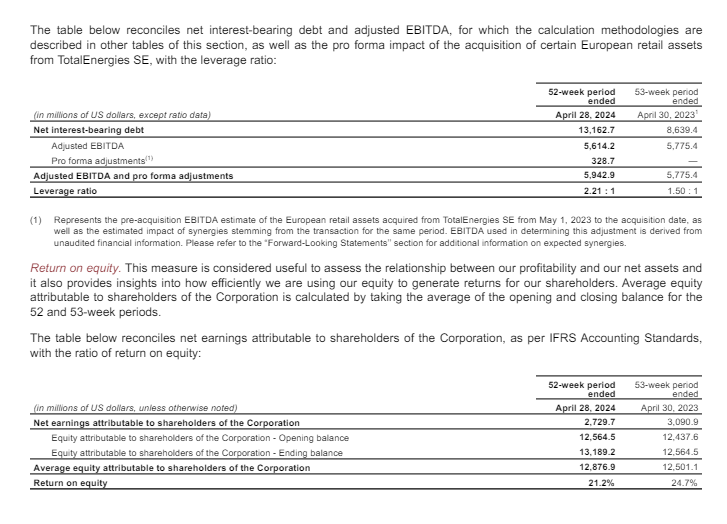 The table below reconciles net interest-bearing debt and adjusted EBITDA, for which the calculation methodologies are
described in other tables of this section, as well as the pro forma impact of the acquisition of certain European retail assets
from TotalEnergies SE, with the leverage ratio:
52-week period ended 53-week period ended
(in millions of US dollars, except ratio data) April 28, 2024 April 30, 2023¹
Net interest-bearing debt 13,162.7 8,639.4
Adjusted EBITDA 5,614.2 5,775.4
Pro forma adjustments(1) 328.7 —
Adjusted EBITDA and pro forma adjustments 5,942.9 5,775.4
Leverage ratio 2.21 : 1 1.50 : 1
(1) Represents the pre-acquisition EBITDA estimate of the European retail assets acquired from TotalEnergies SE from May 1, 2023 to the acquisition date, as
well as the estimated impact of synergies stemming from the transaction for the same period. EBITDA used in determining this adjustment is derived from
unaudited financial information. Please refer to the "Forward-Looking Statements" section for additional information on expected synergies.
Return on equity. This measure is considered useful to assess the relationship between our profitability and our net assets and
it also provides insights into how efficiently we are using our equity to generate returns for our shareholders. Average equity
attributable to shareholders of the Corporation is calculated by taking the average of the opening and closing balance for the
52 and 53-week periods.
The table below reconciles net earnings attributable to shareholders of the Corporation, as per IFRS Accounting Standards,
with the ratio of return on equity:
52-week period ended 53-week period ended
(in millions of US dollars, unless otherwise noted) April 28, 2024 April 30, 2023
Net earnings attributable to shareholders of the Corporation 2,729.7 3,090.9
Equity attributable to shareholders of the Corporation - Opening balance 12,564.5 12,437.6
Equity attributable to shareholders of the Corporation - Ending balance 13,189.2 12,564.5
Average equity attributable to shareholders of the Corporation 12,876.9 12,501.1
Return on equity 21.2% 24.7%